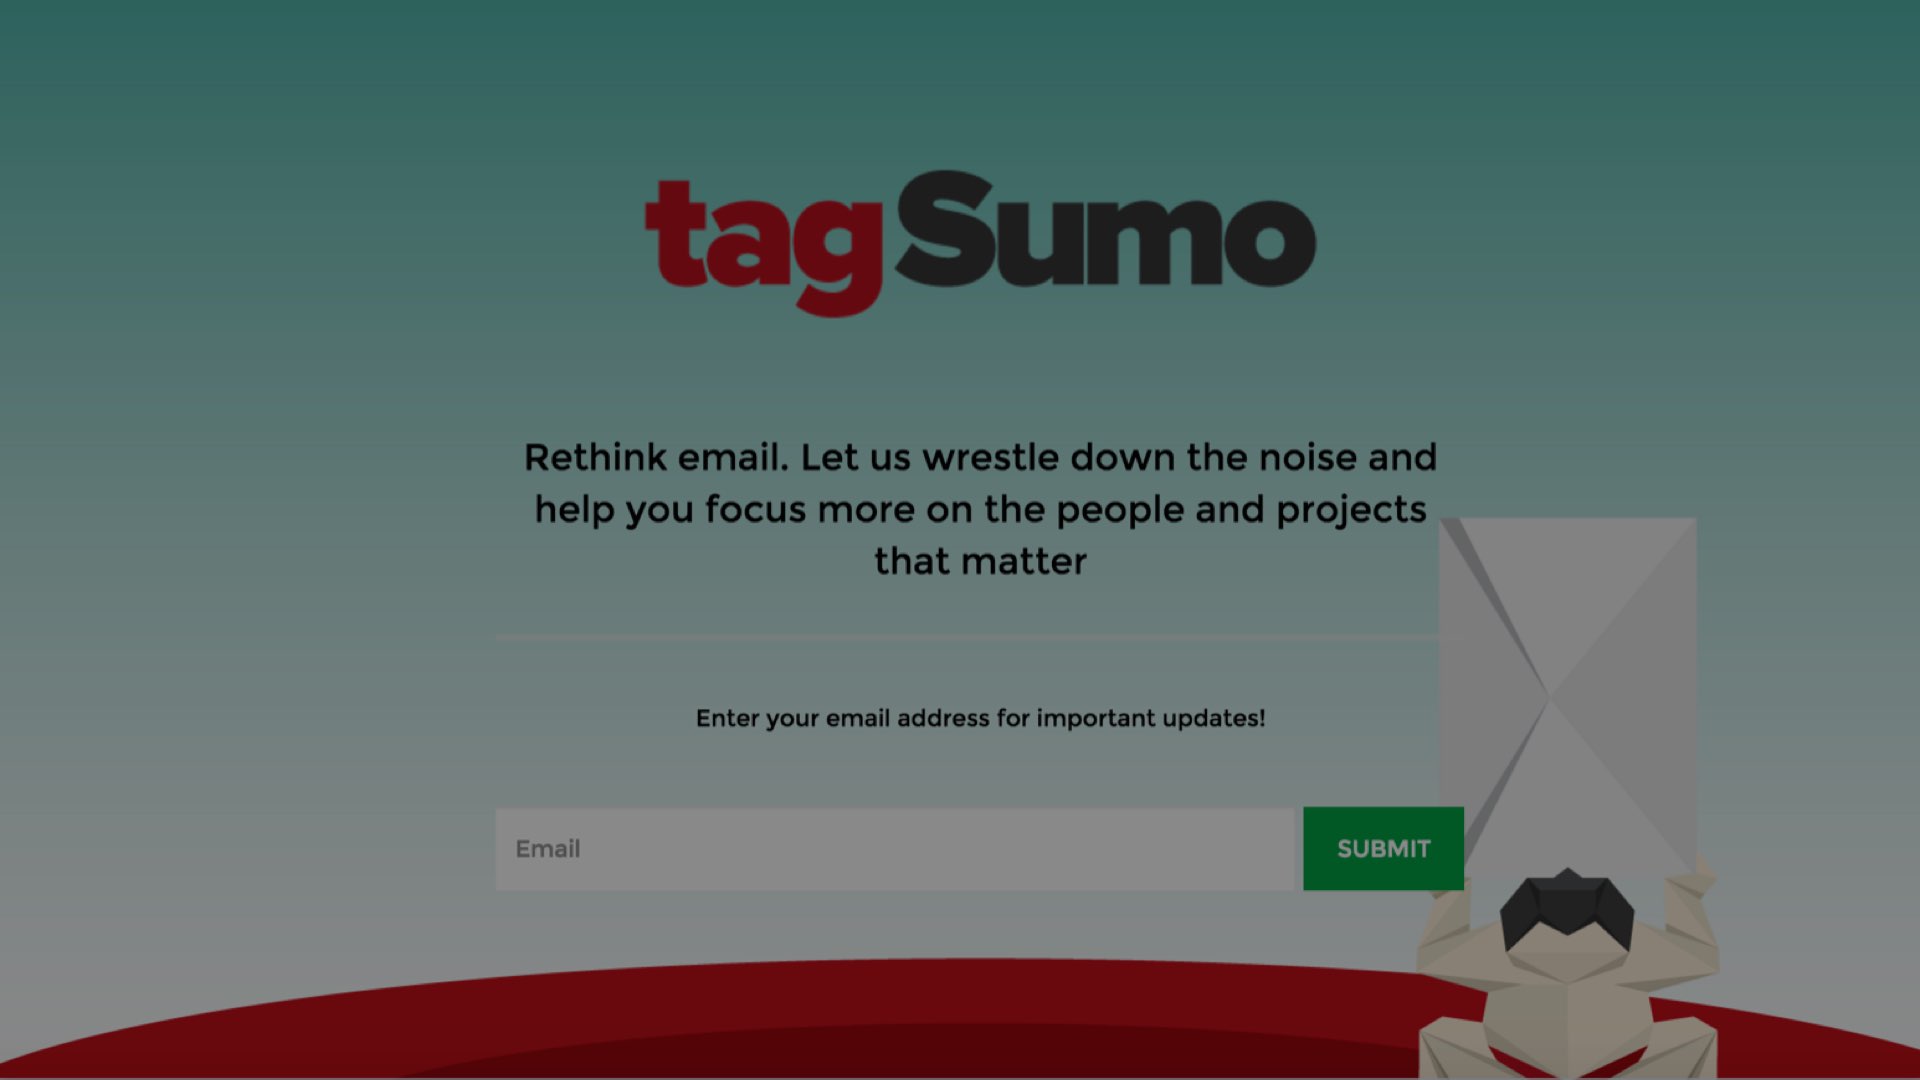 tagSumo
Rethink email. Let us wrestle down the noise and
help you focus more on the people and projects
that matter
Enter your email address for important updates!
Email
SUBMIT